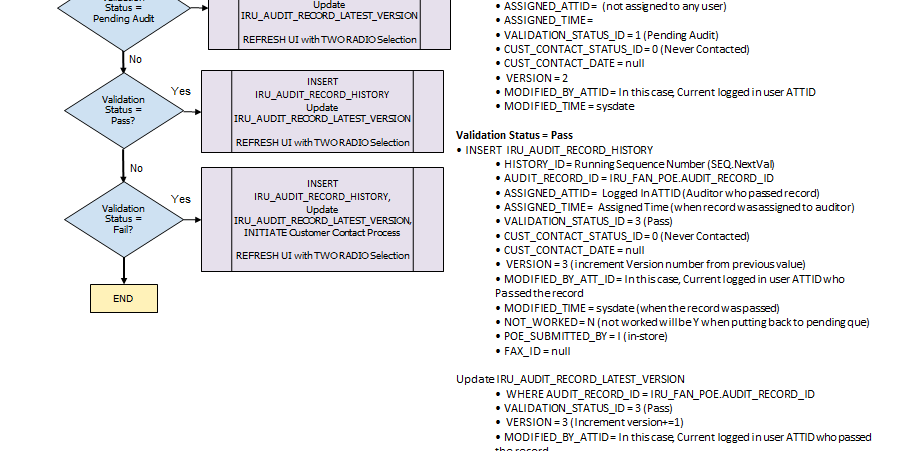 Validation
Status =
Pending Audit
Update
IRU_AUDIT_RECORD_LATEST_VERSION
REFRESH UI with TWO RADIO Selection
No
Validation
Status =
Pass?
Yes
INSERT
IRU_AUDIT_RECORD_HISTORY
Update
IRU_AUDIT_RECORD_LATEST_VERSION
REFRESH UI with TWO RADIO Selection
No
Validation
Status =
Fail?
Yes
INSERT
IRU_AUDIT_RECORD_HISTORY,
Update
IRU_AUDIT_RECORD_LATEST_VERSION,
INITIATE Customer Contact Process
REFRESH UI with TWO RADIO Selection
END
• ASSIGNED_ATTID= (not assigned to any user)
• ASSIGNED_TIME=
• VALIDATION_STATUS_ID = 1 (Pending Audit)
• CUST_CONTACT_STATUS_ID= 0 (Never Contacted)
• CUST_CONTACT_DATE = null
• VERSION = 2
• MODIFIED_BY_ATTID= In this case, Current logged in user ATTID
• MODIFIED_TIME = sysdate
Validation Status = Pass
• INSERT IRU_AUDIT_RECORD_HISTORY
• HISTORY_ID= Running Sequence Number (SEQ.NextVal)
• AUDIT_RECORD_ID = IRU_FAN_POE.AUDIT_RECORD_ID
• ASSIGNED_ATTID= Logged In ATTID (Auditor who passed record)
• ASSIGNED_TIME= Assigned Time (when record was assigned to auditor)
• VALIDATION_STATUS_ID = 3 (Pass)
• CUST_CONTACT_STATUS_ID= 0 (Never Contacted)
• CUST_CONTACT_DATE = null
• VERSION = 3 (increment Version number from previous value)
• MODIFIED_BY_ATT_ID= In this case, Current logged in user ATTID who
Passed the record
• MODIFIED_TIME = sysdate (when the record was passed)
• NOT_WORKED= N (not worked will be Y when putting back to pending que)
• POE_SUBMITTED_BY = I (in-store)
• FAX_ID = null
Update IRU_AUDIT_RECORD_LATEST_VERSION
• WHERE AUDIT_RECORD_ID = IRU_FAN_POE.AUDIT_RECORD_ID
• VALIDATION_STATUS_ID = 3 (Pass)
• VERSION = 3 (Increment version+=1)
• MODIFIED_BY_ATTID= In this case, Current logged in user ATTID who passed
the record